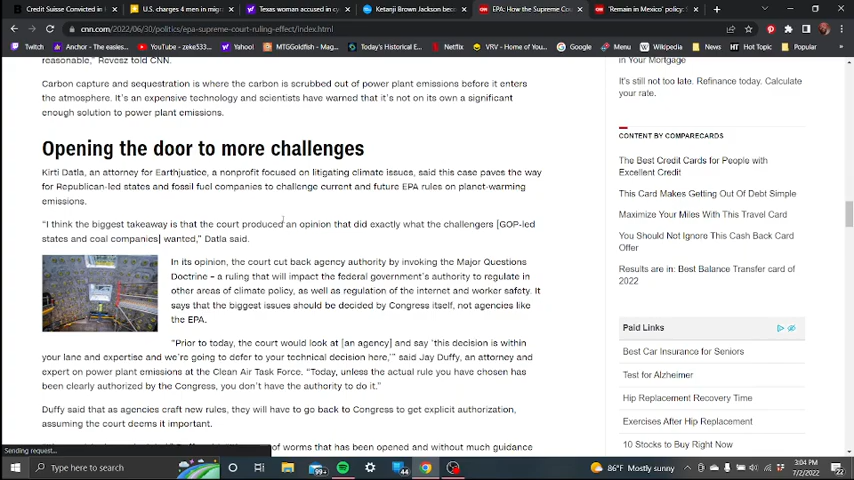 Credit Suisse Convicted in
U.S. charges 4 men in migr
Texas woman accused in cy
Ketanji Brown Jackson beco
EPA: How the Supreme Co
'Remain in Mexico' policy: S
cnn.com/2022/06/30/politics/epa-supreme-court-ruling-effect/index.html
Twitch
Anchor - The easies...
YouTube - zeke533...
Yahoo!
MTGGoldfish - Mag...
Today's Historical E...
Netflix
VRV - Home of you...
Google
Menu
Wikipedia
News
Hot Topic
Popular
reasonable," Revesz told CNN.
Carbon capture and sequestration is where the carbon is scrubbed out of power plant emissions before it enters
the atmosphere. It's an expensive technology and scientists have warned that it's not on its own a significant
enough solution to power plant emissions.
Opening the door to more challenges
Kirti Datla, an attorney for Earthjustice, a nonprofit focused on litigating climate issues, said this case paves the way
for Republican-led states and fossil fuel companies to challenge current and future EPA rules on planet-warming
emissions.
"I think the biggest takeaway is that the court produced an opinion that did exactly what the challengers [GOP-led
states and coal companies] wanted," Datla said.
In its opinion, the court cut back agency authority by invoking the Major Questions
Doctrine – a ruling that will impact the federal government's authority to regulate in
other areas of climate policy, as well as regulation of the internet and worker safety. It
says that the biggest issues should be decided by Congress itself, not agencies like
the EPA.
"Prior to today, the court would look at [an agency] and say 'this decision is within
your lane and expertise and we're going to defer to your technical decision here,'" said Jay Duffy, an attorney and
expert on power plant emissions at the Clean Air Task Force. "Today, unless the actual rule you have chosen has
been clearly authorized by the Congress, you don't have the authority to do it."
Duffy said that as agencies craft new rules, they will have to go back to Congress to get explicit authorization,
assuming the court deems it important.
of worms that has been opened and without much guidance
in Your Mortgage
It's still not too late. Refinance today. Calculate
your rate.
CONTENT BY COMPARECARDS
The Best Credit Cards for People with
Excellent Credit
This Card Makes Getting Out Of Debt Simple
Maximize Your Miles With This Travel Card
You Should Not Ignore This Cash Back Card
Offer
Results are in: Best Balance Transfer card of
2022
Paid Links
Best Car Insurance for Seniors
Test for Alzheimer
Hip Replacement Recovery Time
Exercises After Hip Replacement
10 Stocks to Buy Right Now
Sending request...
Type here to search
99+
44
86°F Mostly sunny
3:04 PM
7/2/2022
22